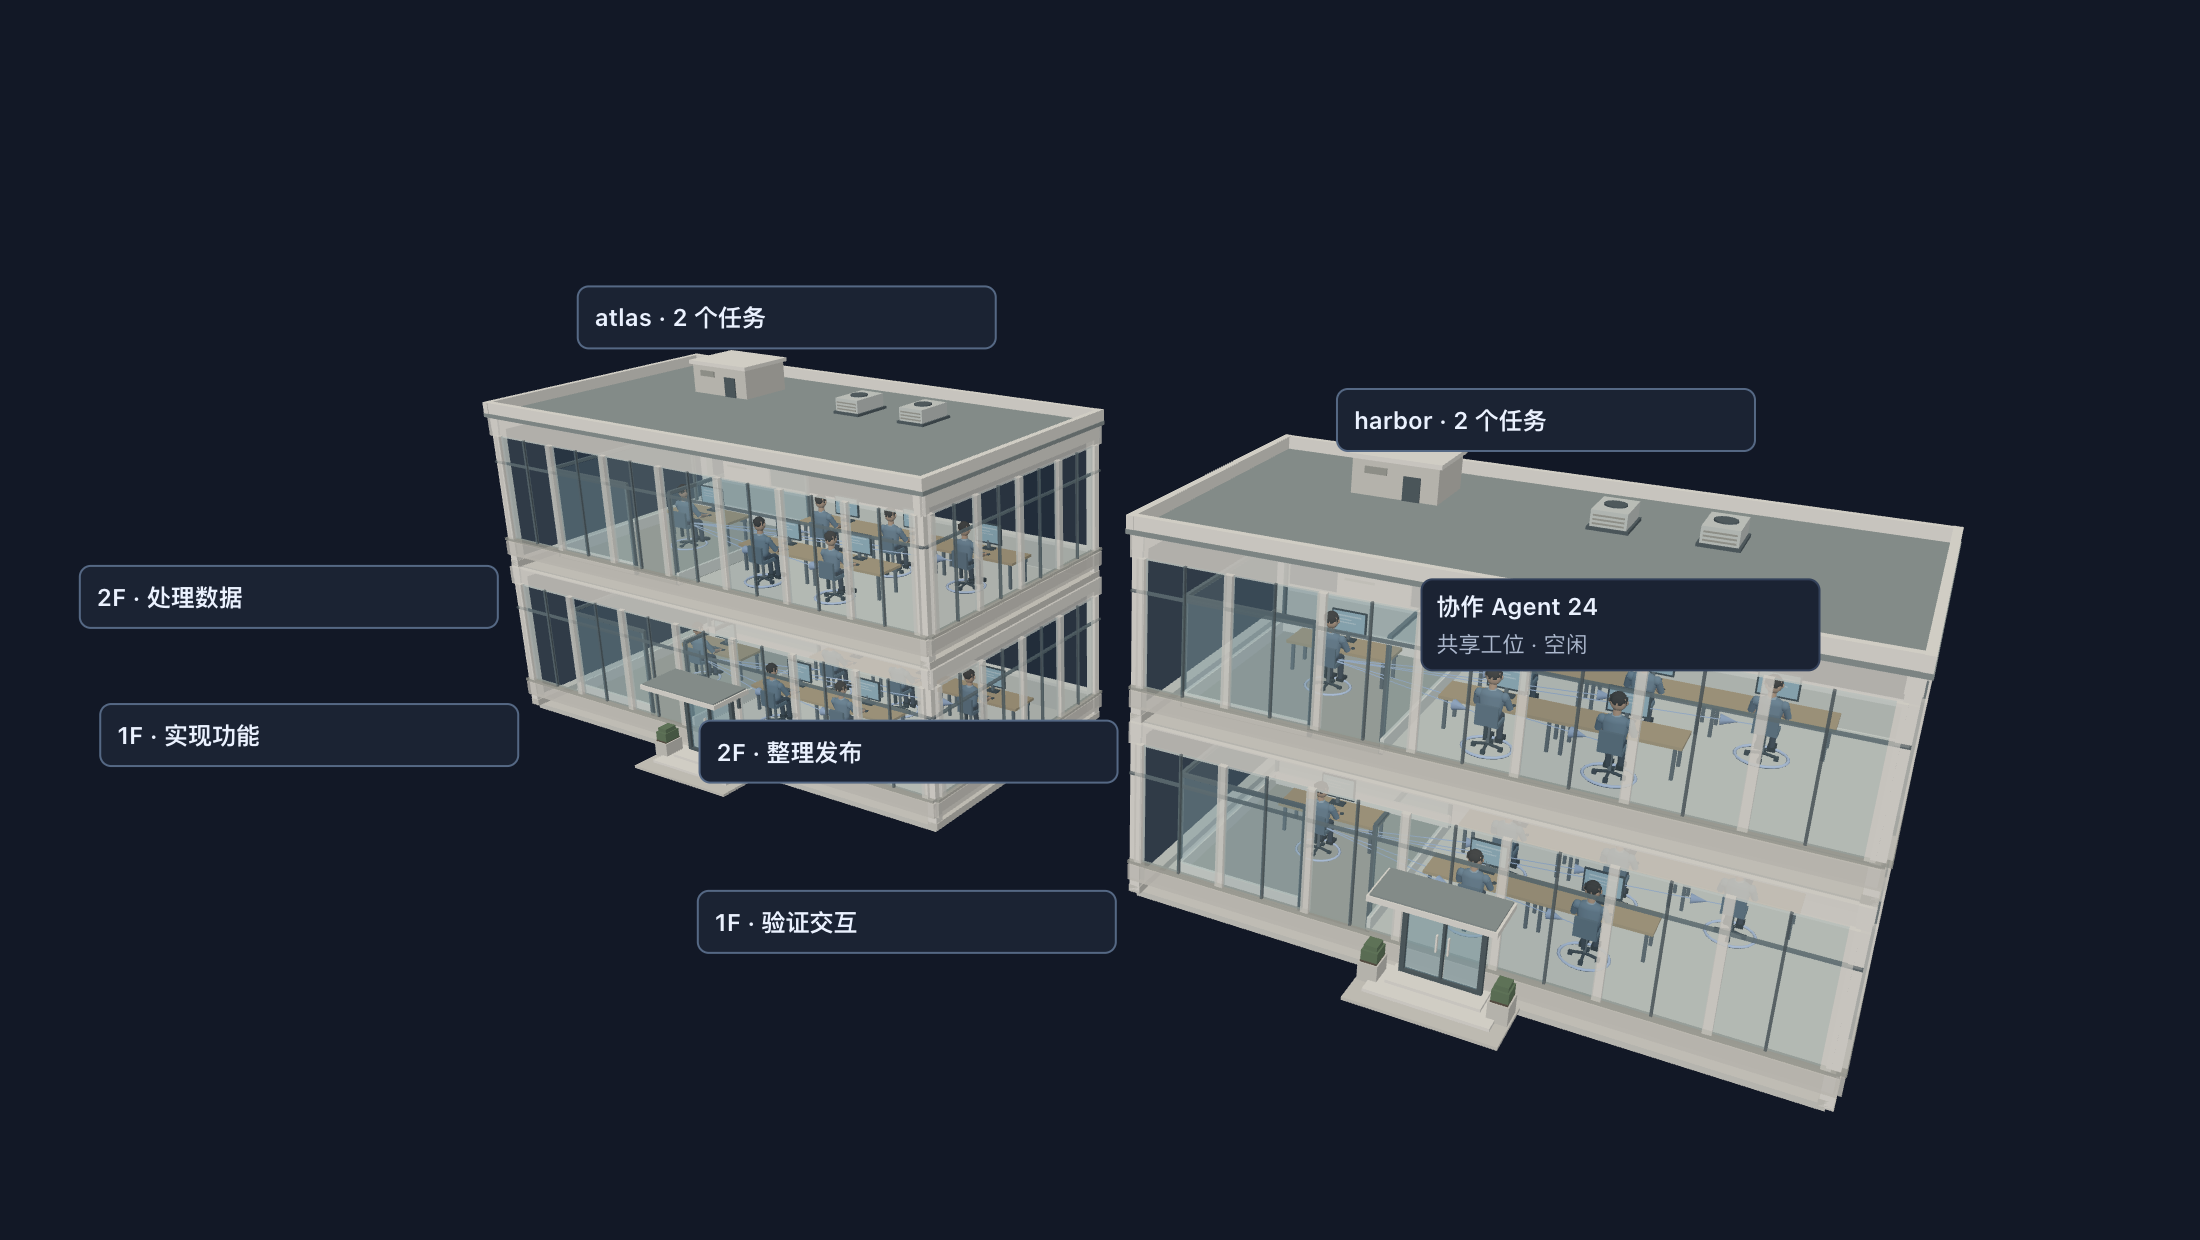 atlas · 2 个任务
harbor · 2 个任务
2F · 处理数据
协作 Agent 24
共享工位 · 空闲
1F · 实现功能
2F · 整理发布
1F · 验证交互